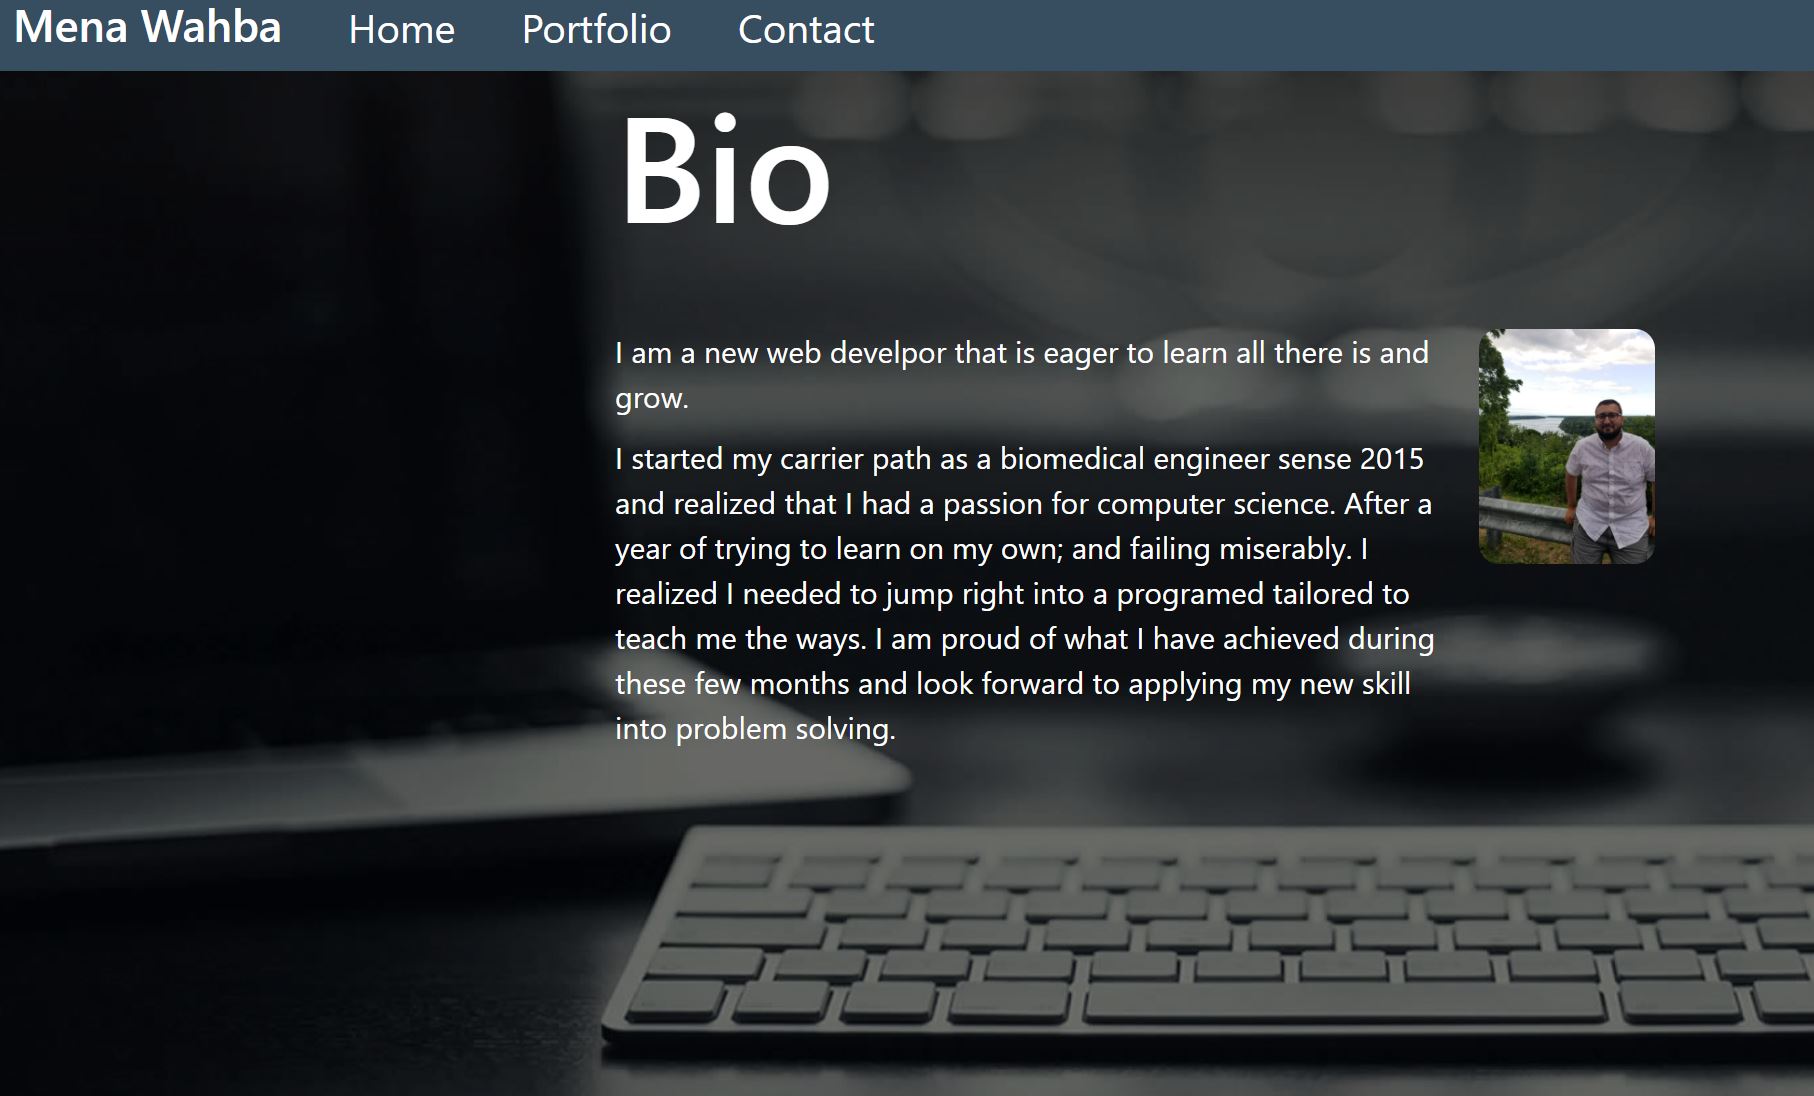 Mena Wahba Home Portfolio Contact
Bio
I am a new web develpor that is eager to learn all there is and
grow.
I started my carrier path as a biomedical engineer sense 2015
and realized that I had a passion for computer science. After a
year of trying to learn on my own; and failing miserably. I
realized I needed to jump right into a programed tailored to
teach me the ways. I am proud of what I have achieved during
these few months and look forward to applying my new skill
into problem solving.